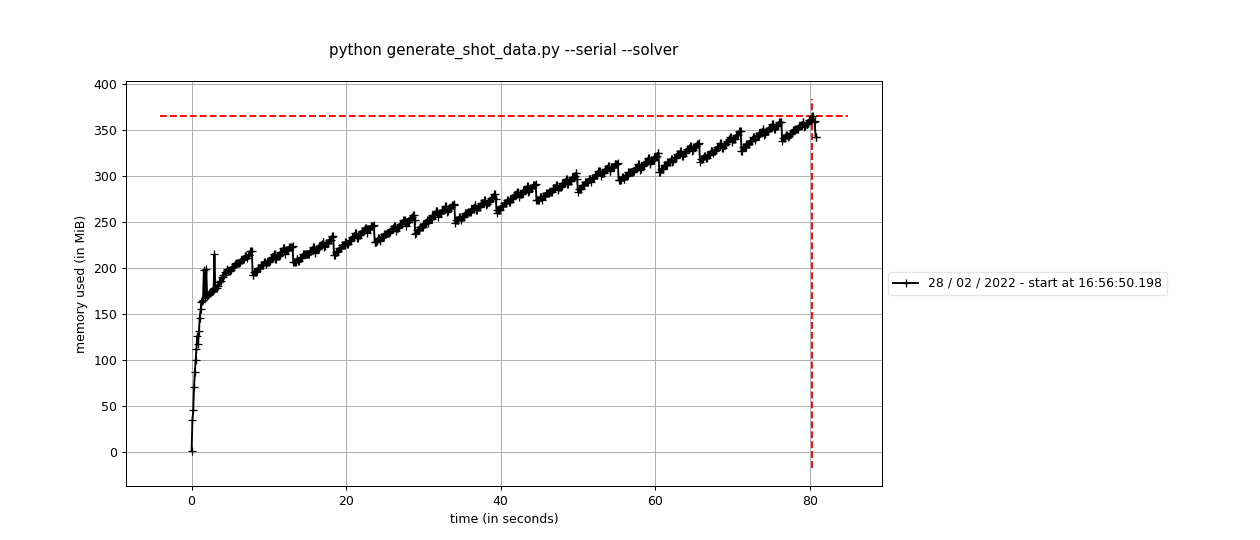 python generate_shot_data.py --serial --solver
400
350
300
250
200
150
100
50
0
memory used (in MiB)
0 20 40 60 80
time (in seconds)
28 / 02 / 2022 - start at 16:56:50.198